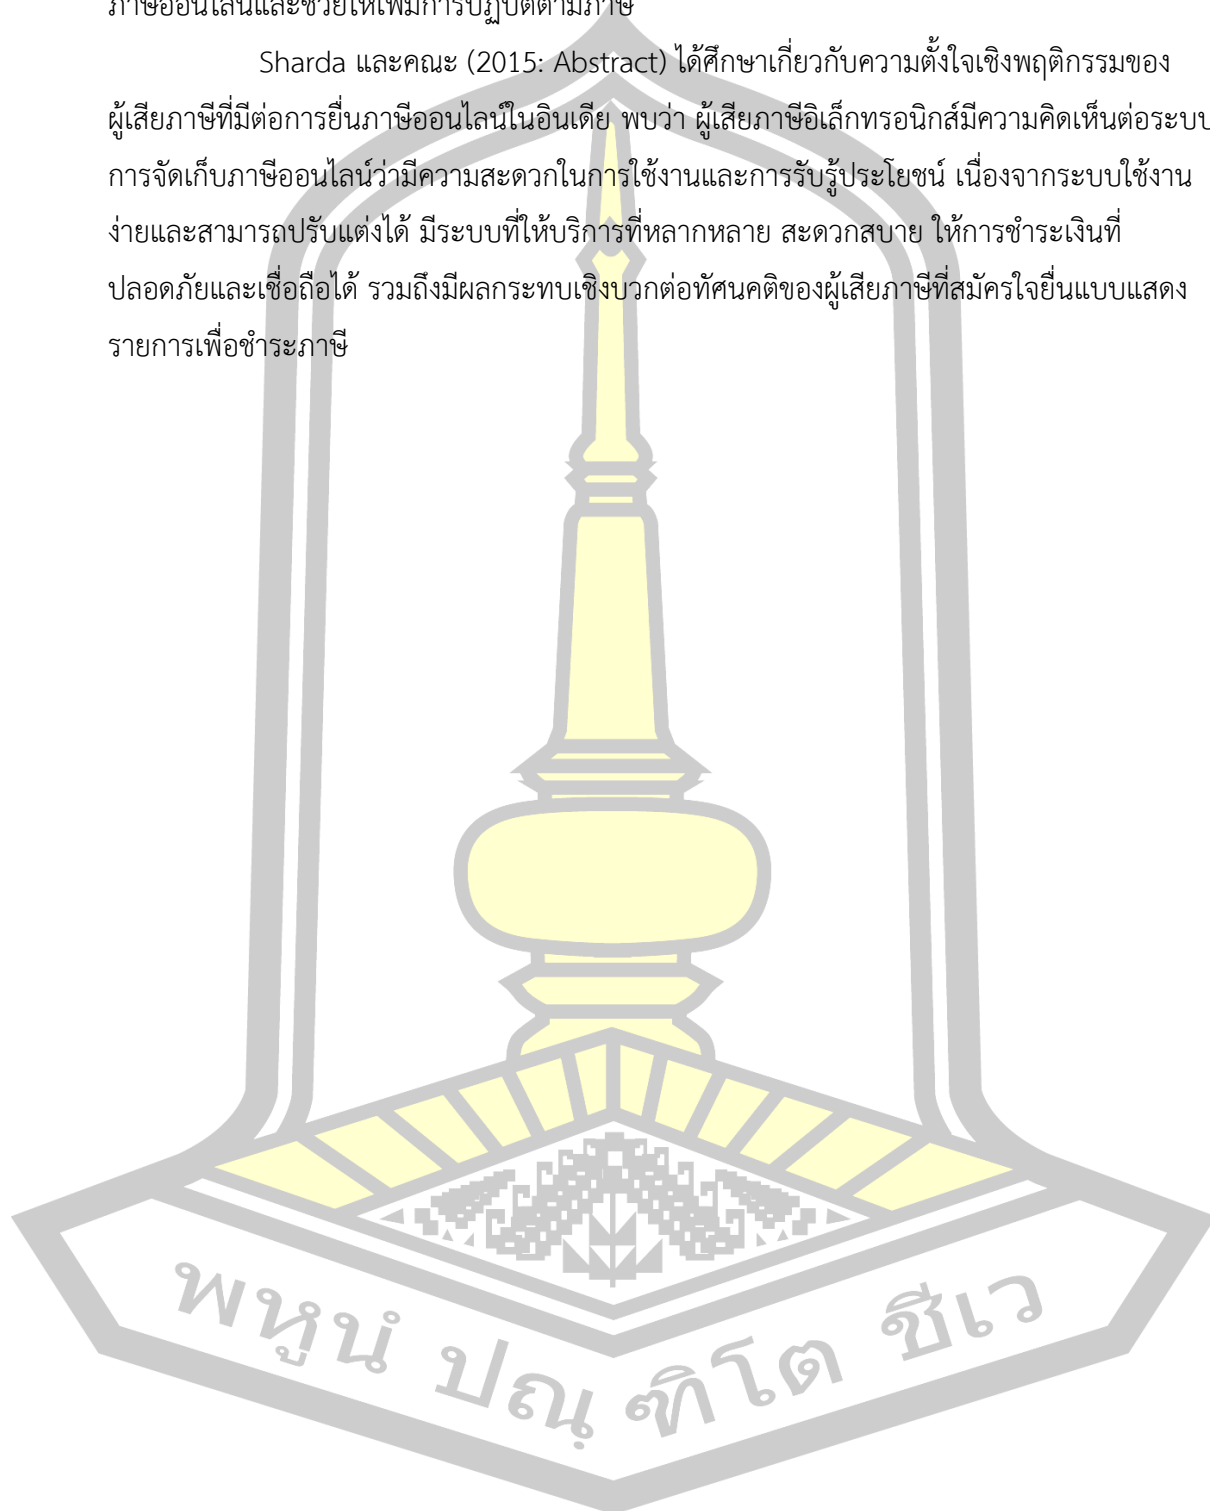 ภาษีออนไลน์และช่วยให้เพิ่มการปฏิบัติตามภาษี
Sharda และคณะ (2015: Abstract) ได้ศึกษาเกี่ยวกับความตั้งใจเชิงพฤติกรรมของ
ผู้เสียภาษีที่มีต่อการยื่นภาษีออนไลน์ในอินเดีย พบว่า ผู้เสียภาษีอิเล็กทรอนิกส์มีความคิดเห็นต่อระบบ
การจัดเก็บภาษีออนไลน์ว่ามีความสะดวกในการใช้งานและการรับรู้ประโยชน์ เนื่องจากระบบใช้งาน
ง่ายและสามารถปรับแต่งได้ มีระบบที่ให้บริการที่หลากหลาย สะดวกสบาย ให้การชำระเงินที่
ปลอดภัยและเชื่อถือได้ รวมถึงมีผลกระทบเชิงบวกต่อทัศนคติของผู้เสียภาษีที่สมัครใจยื่นแบบแสดง
รายการเพื่อชำระภาษี
พหูนํ ปณฺ ฑิโต ชีเว